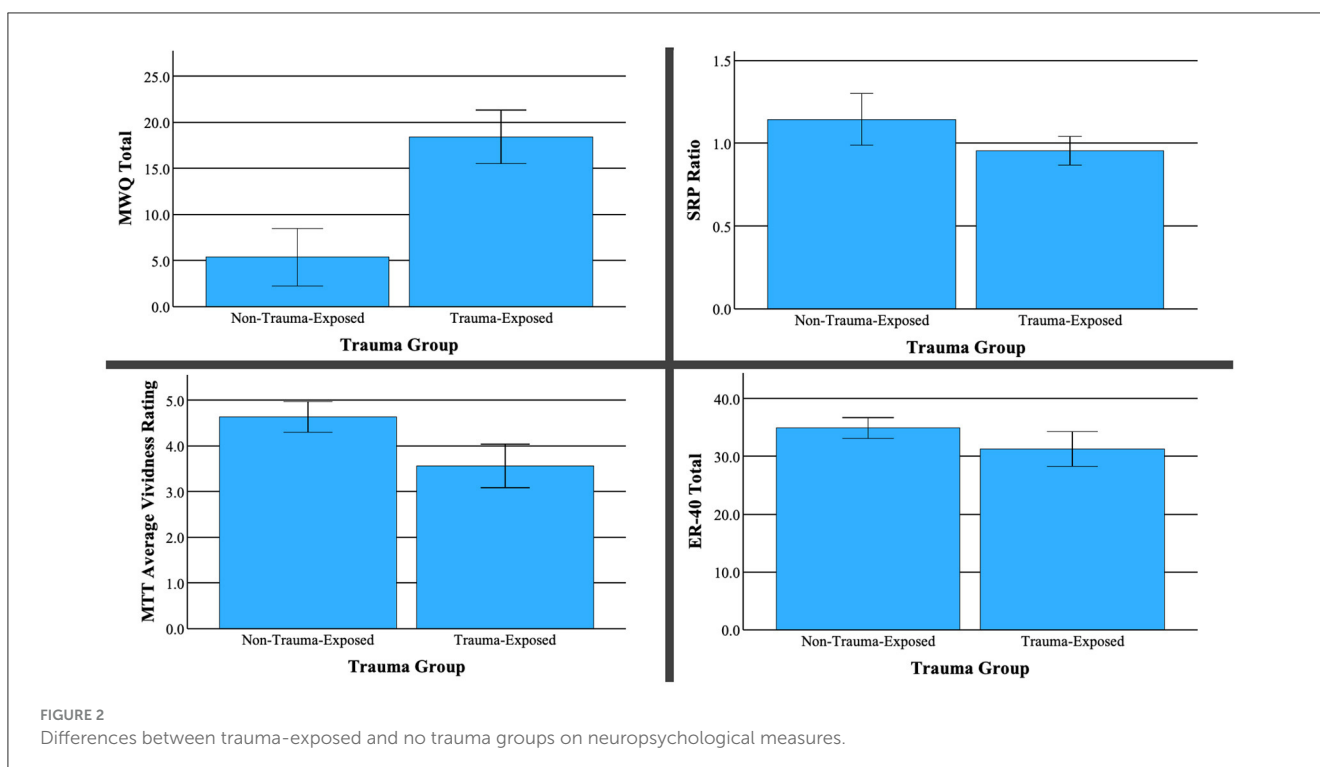 25.0
20.0
15.0
10.0
5.0
0.0
MWQ Total
Non-Trauma-Exposed Trauma-Exposed
Trauma Group
1.5
1.0
0.5
0.0
SRP Ratio
Non-Trauma-Exposed Trauma-Exposed
Trauma Group
5.0
4.0
3.0
2.0
1.0
0.0
MTT Average Vividness Rating
Non-Trauma-Exposed Trauma-Exposed
Trauma Group
40.0
30.0
20.0
10.0
0.0
ER-40 Total
Non-Trauma-Exposed Trauma-Exposed
Trauma Group
FIGURE 2
Differences between trauma-exposed and no trauma groups on neuropsychological measures.